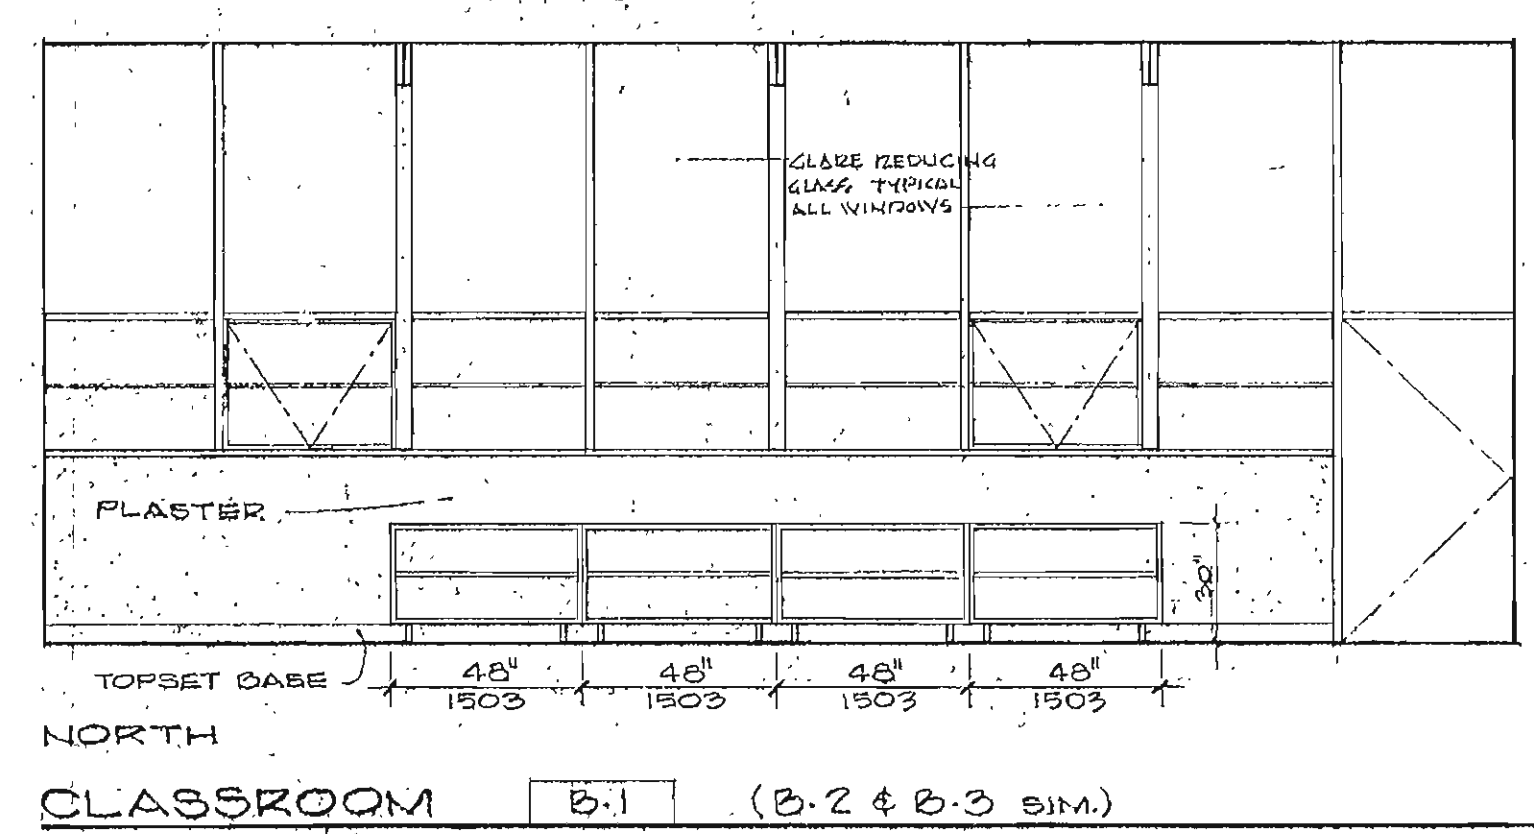 GLARE REDUCING
GLASS, TYPICAL
ALL WINDOWS
PLASTER
30"
TOPSET BASE
48" 48" 48" 48"
1503 1503 1503 1503
NORTH
CLASSROOM B.1 (B.2 & B.3 SIM.)